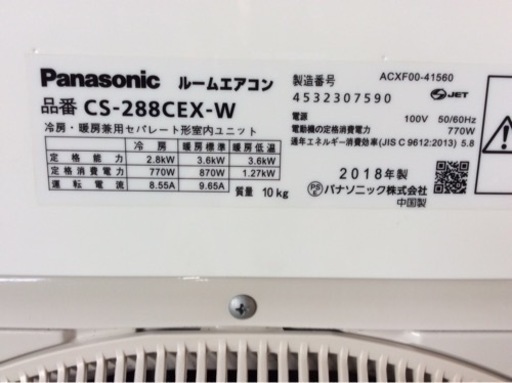 Panasonic ルームエアコン
品番 CS-288CEX-W
冷房・暖房兼用セパレート形室内ユニット
冷房 暖房標準 暖房低温
定格能力 2.8kW 3.6kW 3.6kW
定格消費電力 770W 870W 1.27kW
運転電流 8.55A 9.65A 質量 10kg
製造番号 ACXF00-41560
4532307590 JET
電源 100V 50/60Hz
電動機の定格消費電力 770W
通年エネルギー消費効率(JIS C 9612:2013) 5.8
2018年製
PSE パナソニック株式会社
中国製